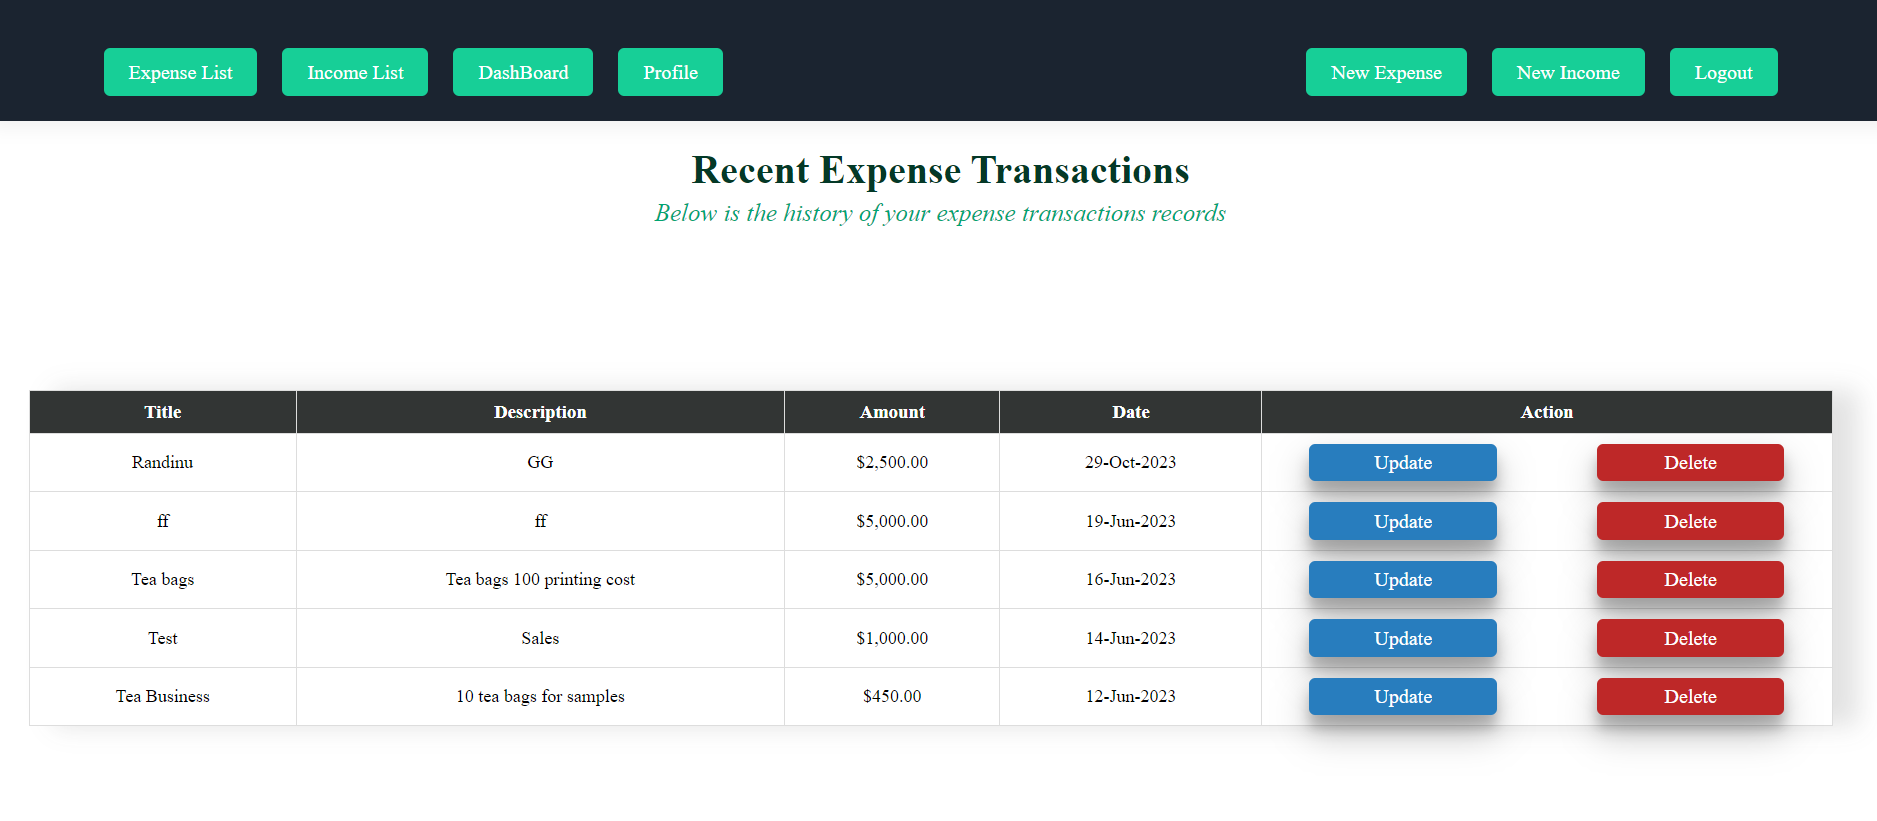 Expense List Income List DashBoard Profile New Expense New Income Logout
Recent Expense Transactions
Below is the history of your expense transactions records
Title Description Amount Date Action
Randinu GG $2,500.00 29-Oct-2023 Update Delete
ff ff $5,000.00 19-Jun-2023 Update Delete
Tea bags Tea bags 100 printing cost $5,000.00 16-Jun-2023 Update Delete
Test Sales $1,000.00 14-Jun-2023 Update Delete
Tea Business 10 tea bags for samples $450.00 12-Jun-2023 Update Delete